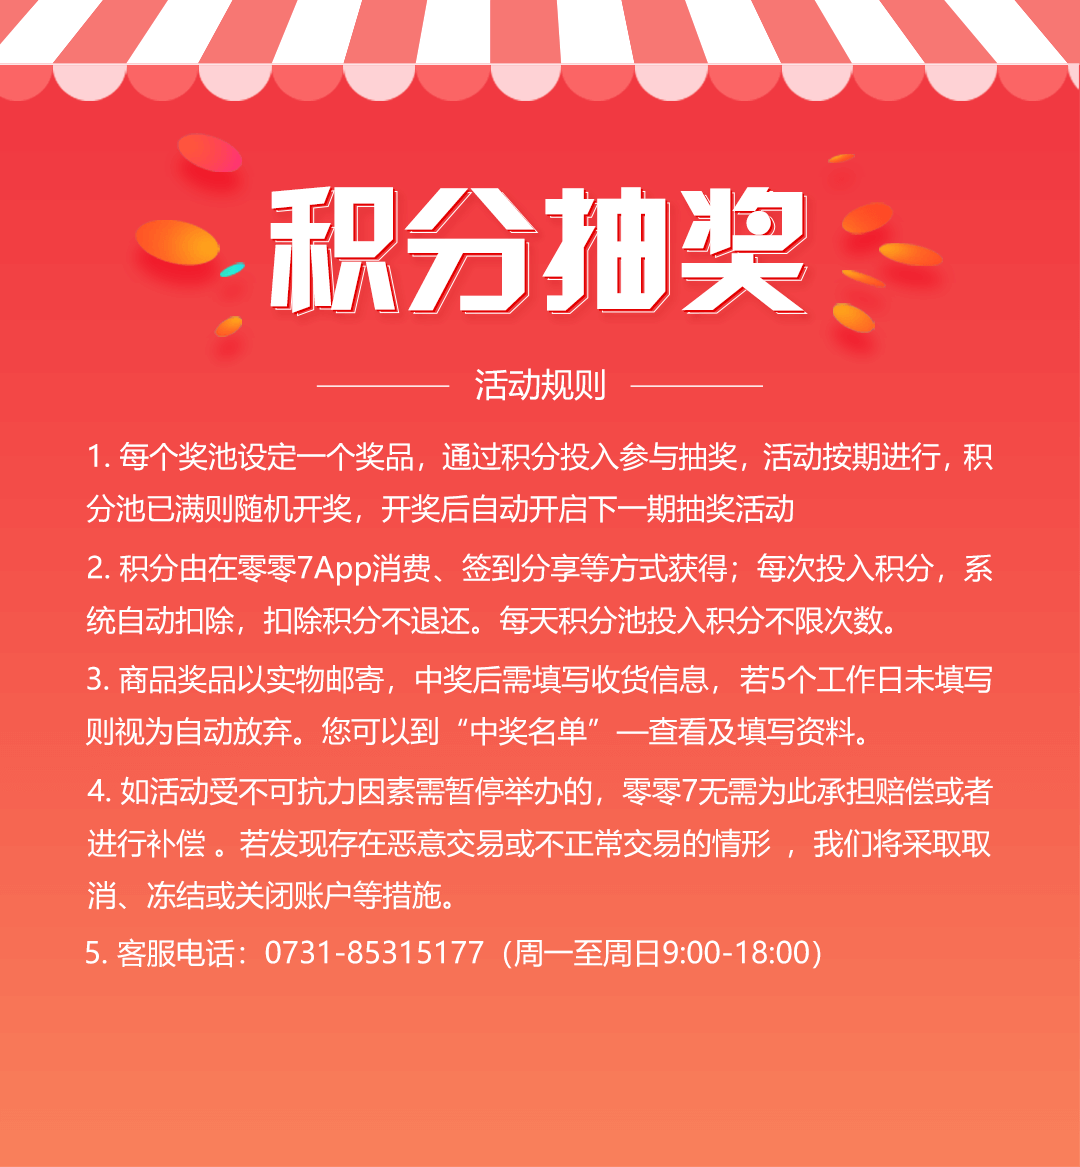 积分抽奖
活动规则
1. 每个奖池设定一个奖品，通过积分投入参与抽奖，活动按期进行，积
分池已满则随机开奖，开奖后自动开启下一期抽奖活动
2. 积分由在零零7App消费、签到分享等方式获得；每次投入积分，系
统自动扣除，扣除积分不退还。每天积分池投入积分不限次数。
3. 商品奖品以实物邮寄，中奖后需填写收货信息，若5个工作日未填写
则视为自动放弃。您可以到“中奖名单”—查看及填写资料。
4. 如活动受不可抗力因素需暂停举办的，零零7无需为此承担赔偿或者
进行补偿 。若发现存在恶意交易或不正常交易的情形 ，我们将采取取
消、冻结或关闭账户等措施。
5. 客服电话：0731-85315177（周一至周日9:00-18:00）